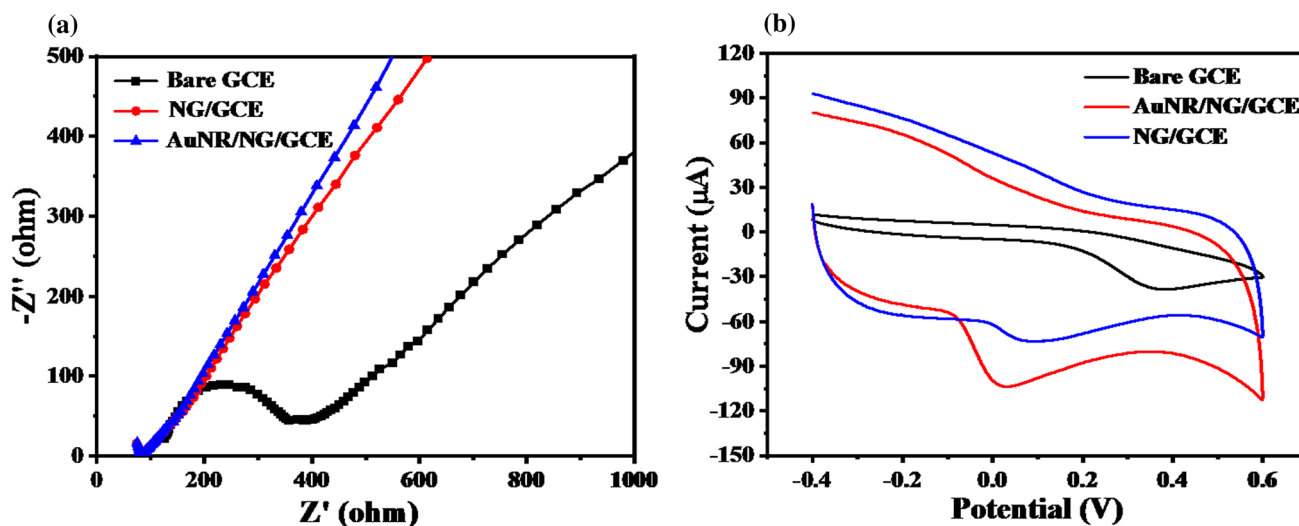 (a)
500
400
300
200
100
0
-Z'' (ohm)
Bare GCE
NG/GCE
AuNR/NG/GCE
0 200 400 600 800 1000
Z' (ohm)
(b)
120
90
60
30
0
-30
-60
-90
-120
-150
Current (μA)
Bare GCE
AuNR/NG/GCE
NG/GCE
-0.4 -0.2 0.0 0.2 0.4 0.6
Potential (V)